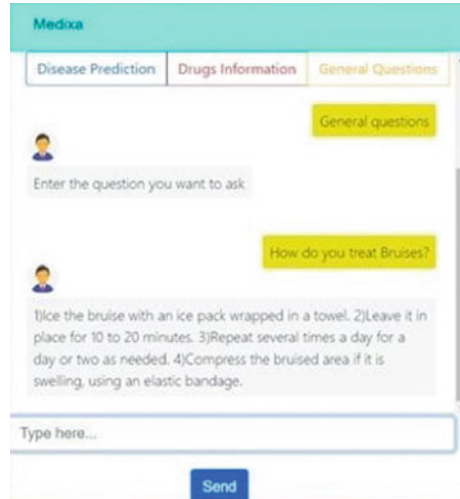 Medixa
Disease Prediction Drugs Information General Questions
General questions
Enter the question you want to ask
How do you treat Bruises?
1)Ice the bruise with an ice pack wrapped in a towel. 2)Leave it in
place for 10 to 20 minutes. 3)Repeat several times a day for a
day or two as needed. 4)Compress the bruised area if it is
swelling, using an elastic bandage.
Type here...
Send